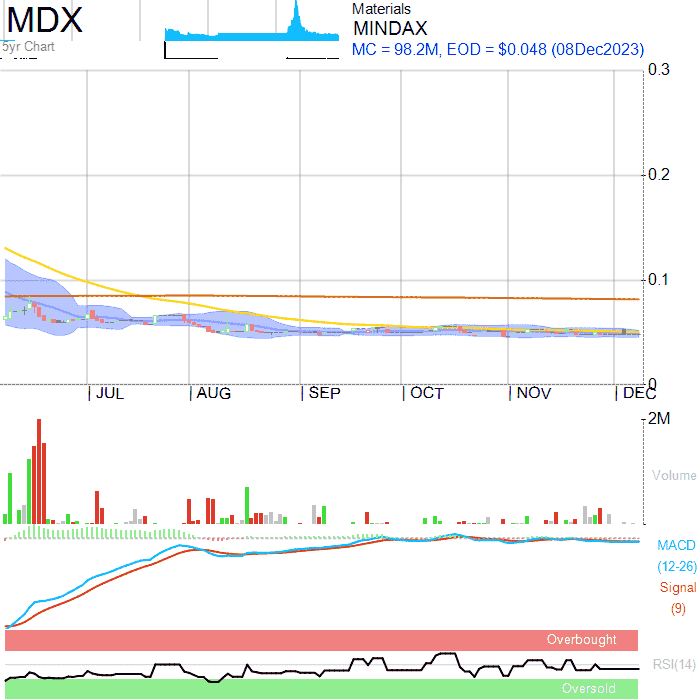 MDX
5yr Chart
Materials
MINDAX
MC = 98.2M, EOD = $0.048 (08Dec2023)
0.3
0.2
0.1
0
JUL AUG SEP OCT NOV DEC
2M
Volume
MACD
(12-26)
Signal
(9)
Overbought
RSI(14)
Oversold